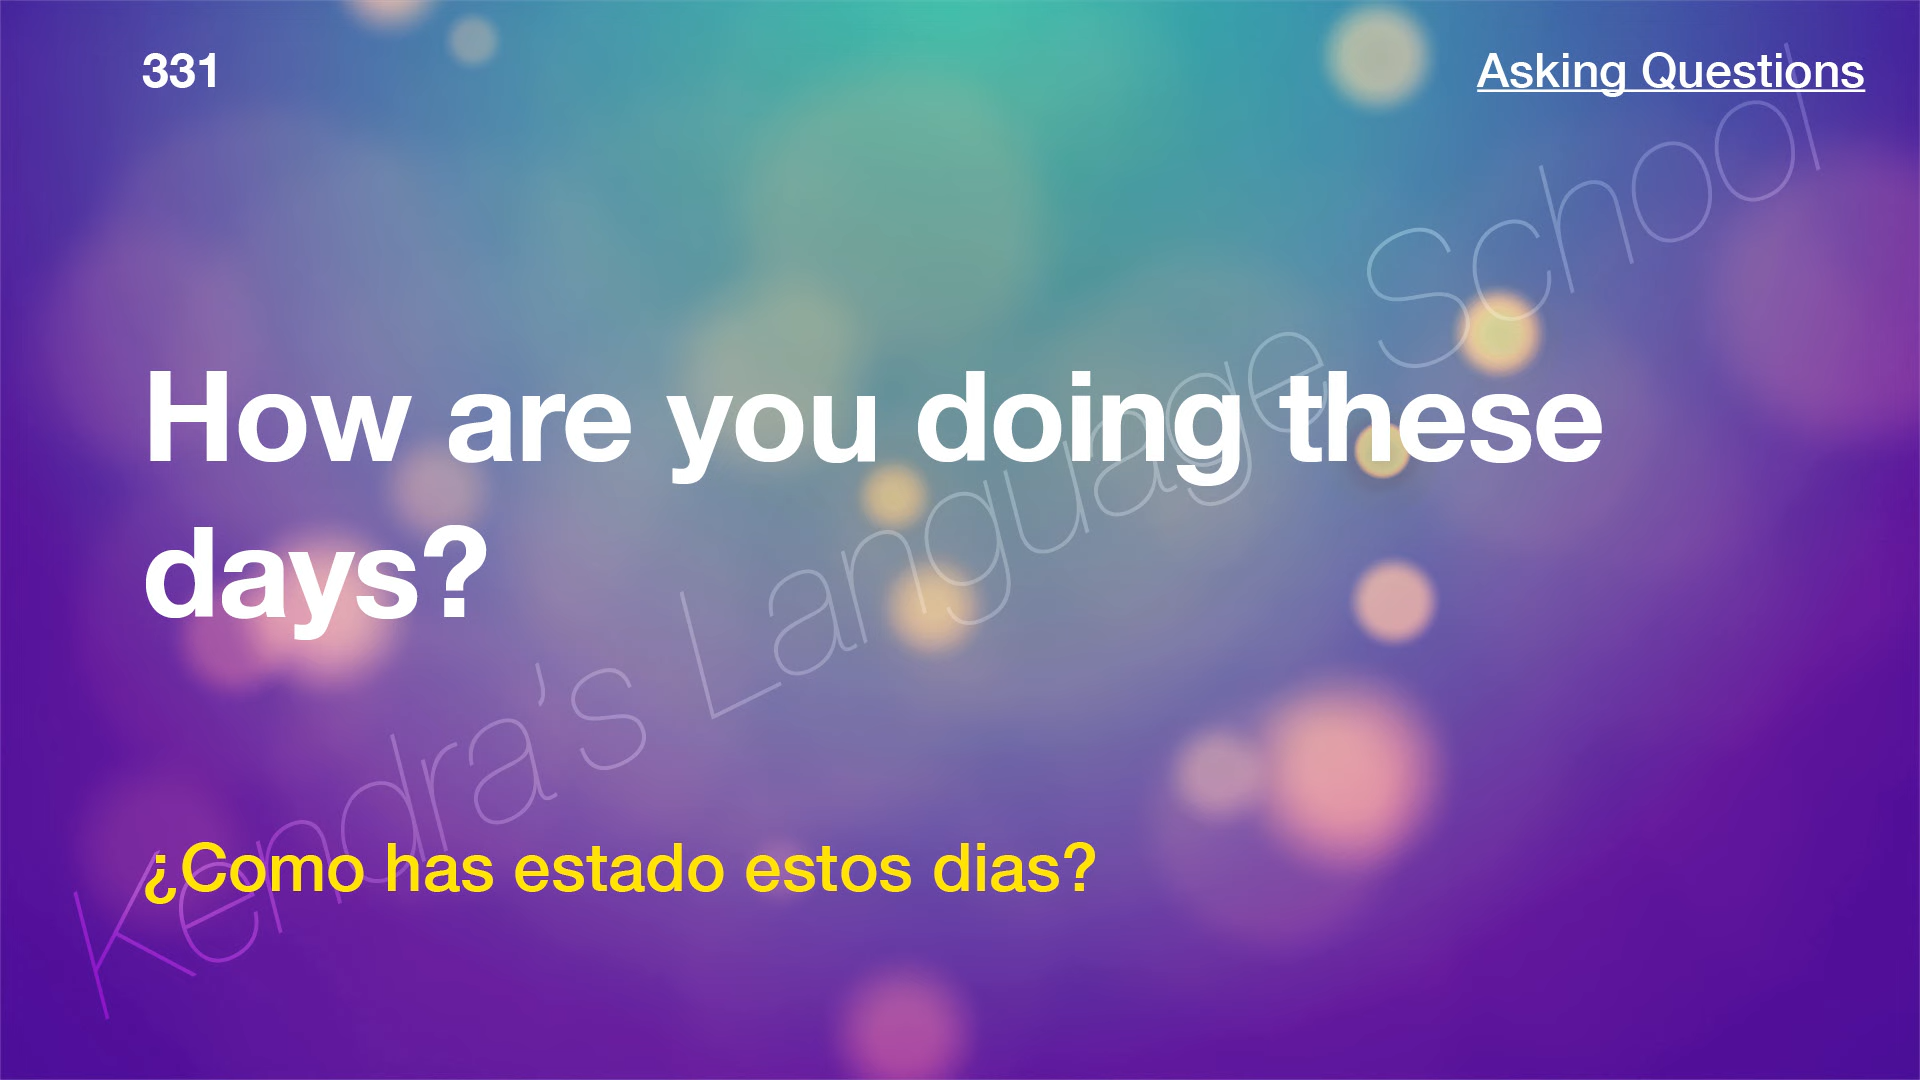 331
Asking Questions
How are you doing these
days?
¿Como has estado estos dias?
Kendra's Language School